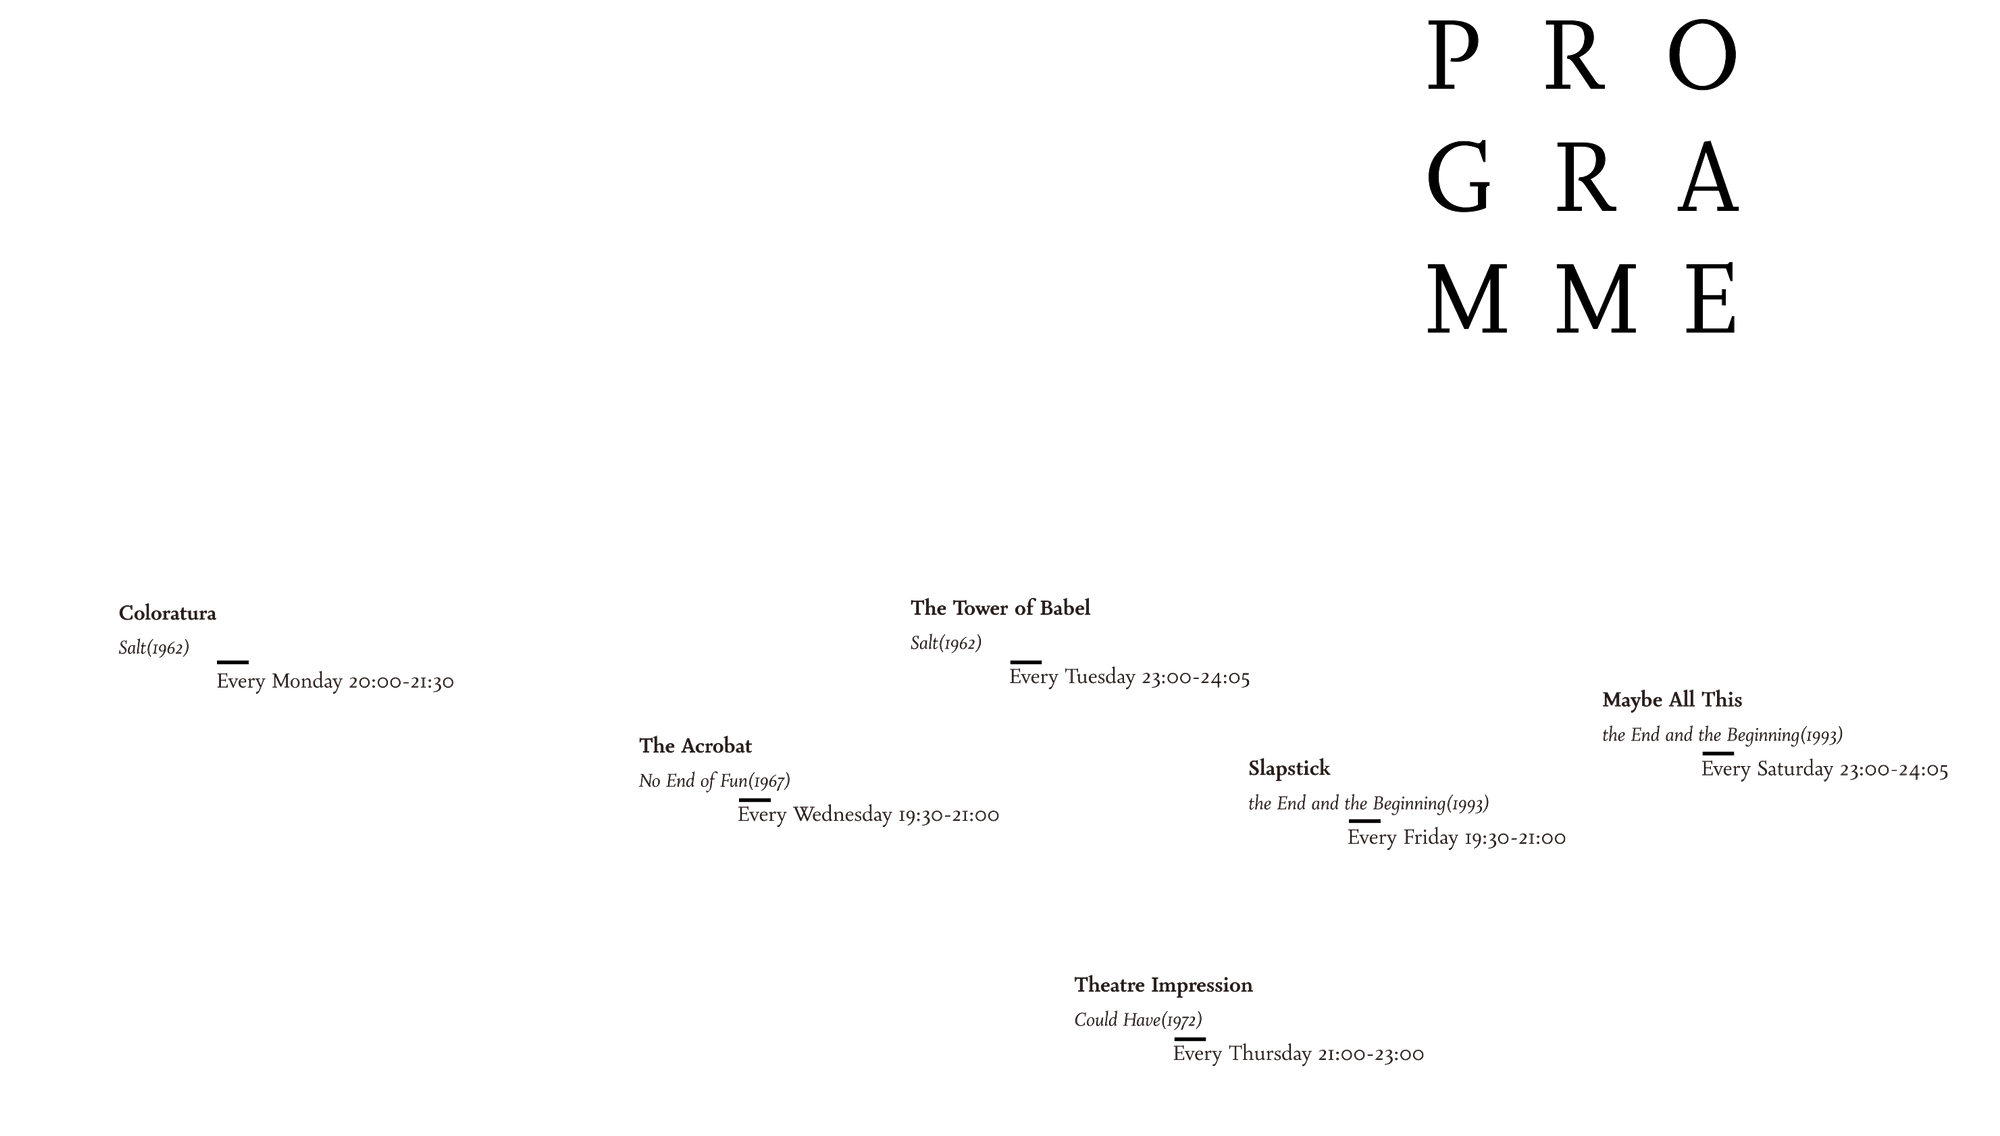 P R O
G R A
M M E
Coloratura
Salt(1962)
Every Monday 20:00-21:30
The Tower of Babel
Salt(1962)
Every Tuesday 23:00-24:05
Maybe All This
the End and the Beginning(1993)
Every Saturday 23:00-24:05
The Acrobat
No End of Fun(1967)
Every Wednesday 19:30-21:00
Slapstick
the End and the Beginning(1993)
Every Friday 19:30-21:00
Theatre Impression
Could Have(1972)
Every Thursday 21:00-23:00